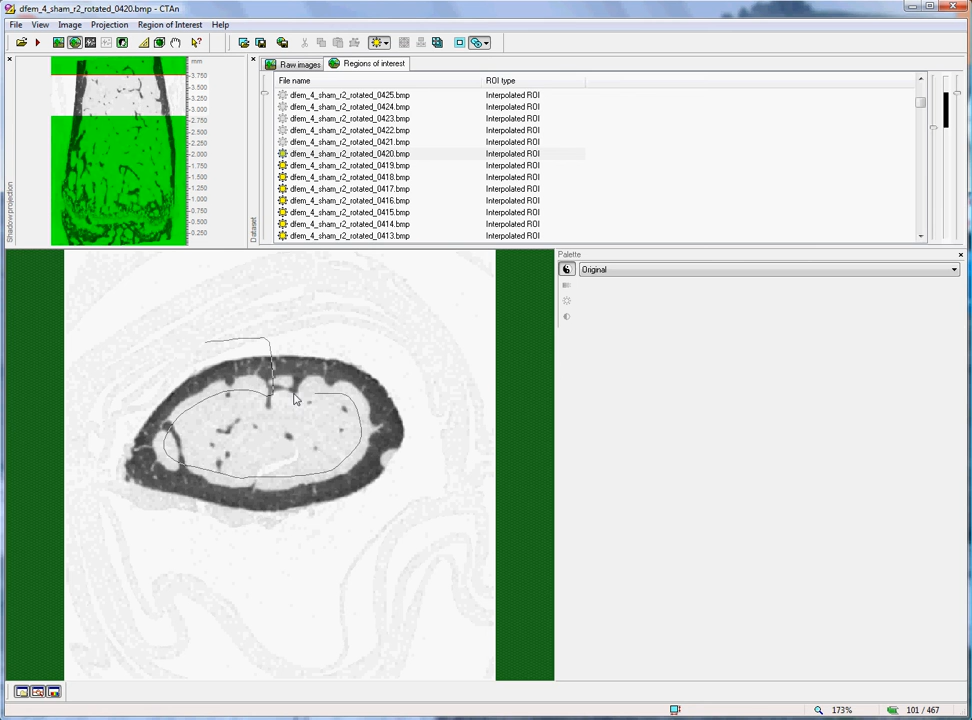 dfem_4_sham_r2_rotated_0420.bmp - CTAn
File View Image Projection Region of Interest Help
Shadow projection
mm
3.750
3.500
3.250
3.000
2.750
2.500
2.250
2.000
1.750
1.500
1.250
1.000
0.750
0.500
0.250
Dataset
Raw images Regions of interest
File name ROI type
dfem_4_sham_r2_rotated_0425.bmp Interpolated ROI
dfem_4_sham_r2_rotated_0424.bmp Interpolated ROI
dfem_4_sham_r2_rotated_0423.bmp Interpolated ROI
dfem_4_sham_r2_rotated_0422.bmp Interpolated ROI
dfem_4_sham_r2_rotated_0421.bmp Interpolated ROI
dfem_4_sham_r2_rotated_0420.bmp Interpolated ROI
dfem_4_sham_r2_rotated_0419.bmp Interpolated ROI
dfem_4_sham_r2_rotated_0418.bmp Interpolated ROI
dfem_4_sham_r2_rotated_0417.bmp Interpolated ROI
dfem_4_sham_r2_rotated_0416.bmp Interpolated ROI
dfem_4_sham_r2_rotated_0415.bmp Interpolated ROI
dfem_4_sham_r2_rotated_0414.bmp Interpolated ROI
dfem_4_sham_r2_rotated_0413.bmp Interpolated ROI
Palette
Original
173% 101 / 467